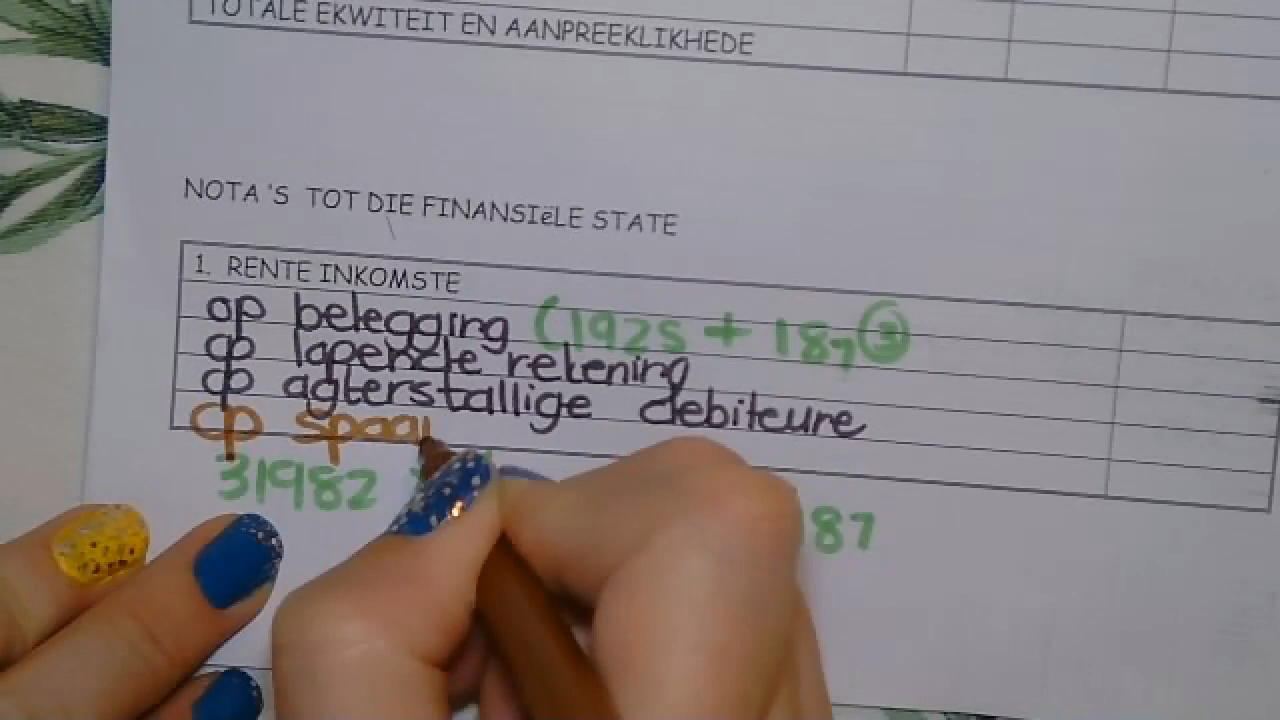 TOTALE EKWITEIT EN AANPREEKLIKHEDE
NOTA'S TOT DIE FINANSIëLE STATE
1. RENTE INKOMSTE
op belegging (1925 + 187 ③
op lopende rekening
op agterstallige debiteure
op spaar
31982
87